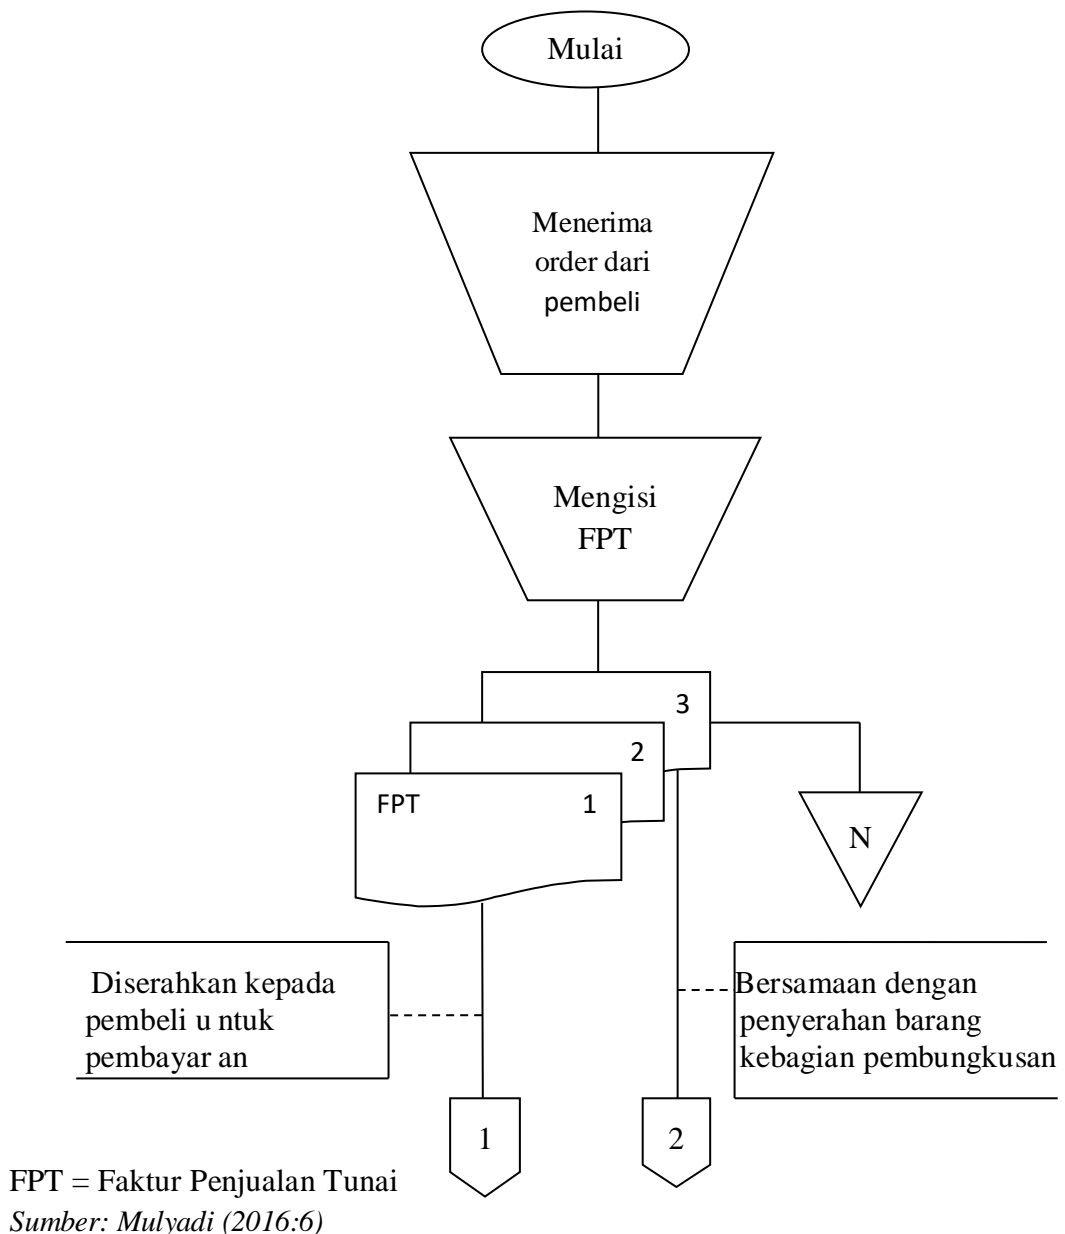 Mulai
Menerima
order dari
pembeli
Mengisi
FPT
3
2
FPT 1
N
Diserahkan kepada
pembeli u ntuk
pembayar an
Bersamaan dengan
penyerahan barang
kebagian pembungkusan
1
2
FPT = Faktur Penjualan Tunai
Sumber: Mulyadi (2016:6)